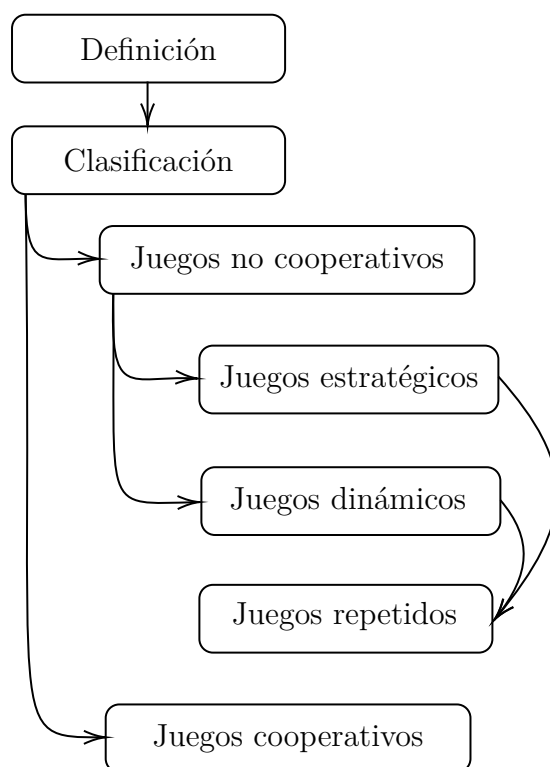 Definición
Clasificación
Juegos no cooperativos
Juegos estratégicos
Juegos dinámicos
Juegos repetidos
Juegos cooperativos